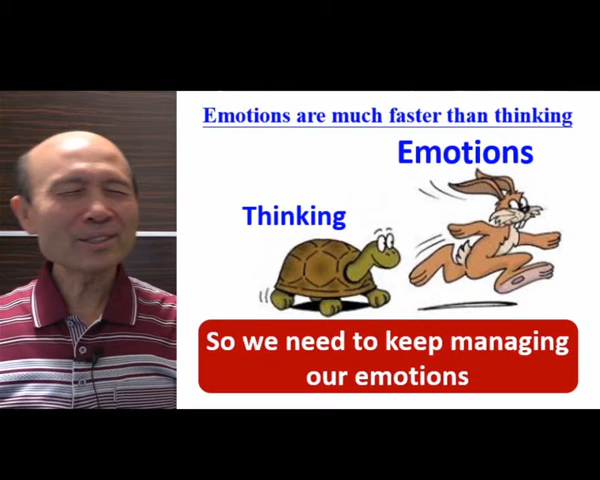 Emotions are much faster than thinking
Emotions
Thinking
So we need to keep managing
our emotions